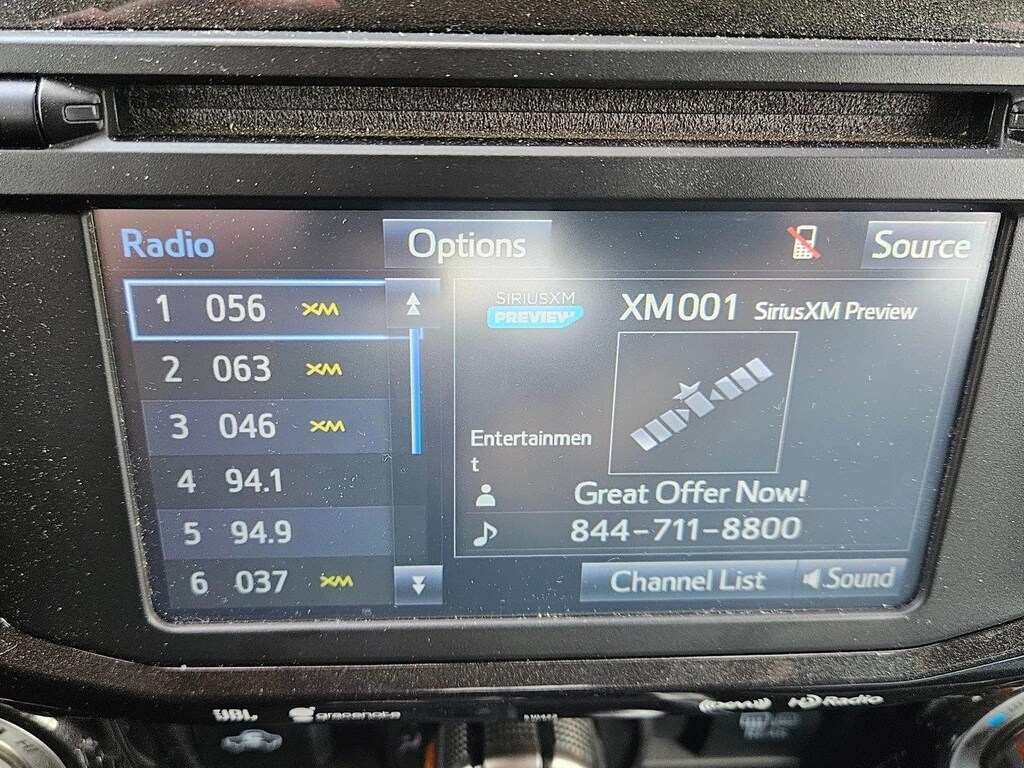 Radio
Options
Source
1 056 XM
2 063 XM
3 046 XM
4 94.1
5 94.9
6 037 XM
SIRIUSXM
PREVIEW
XM001 SiriusXM Preview
Entertainmen
t
Great Offer Now!
844-711-8800
Channel List
Sound
JBL
gracenote
HD Radio